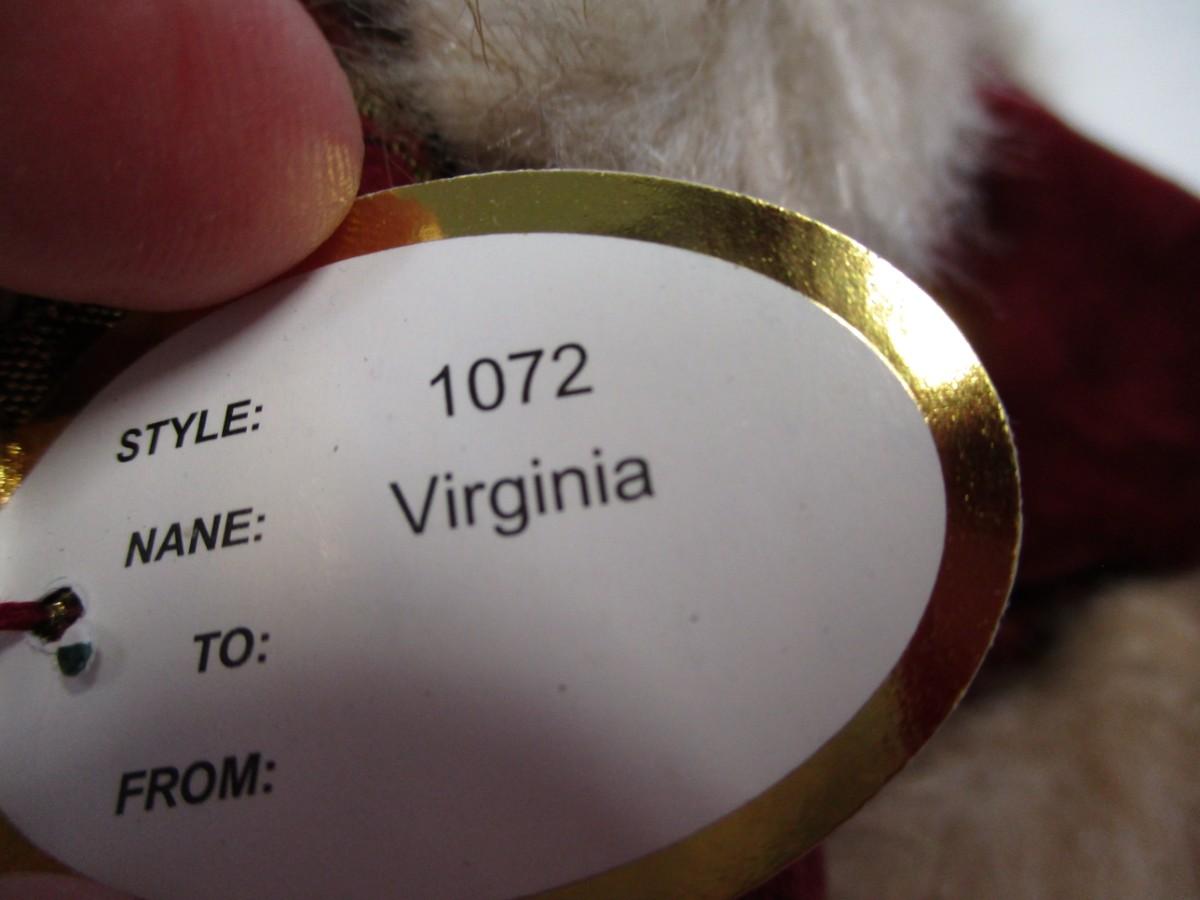 STYLE: 1072
NANE: Virginia
TO:
FROM: